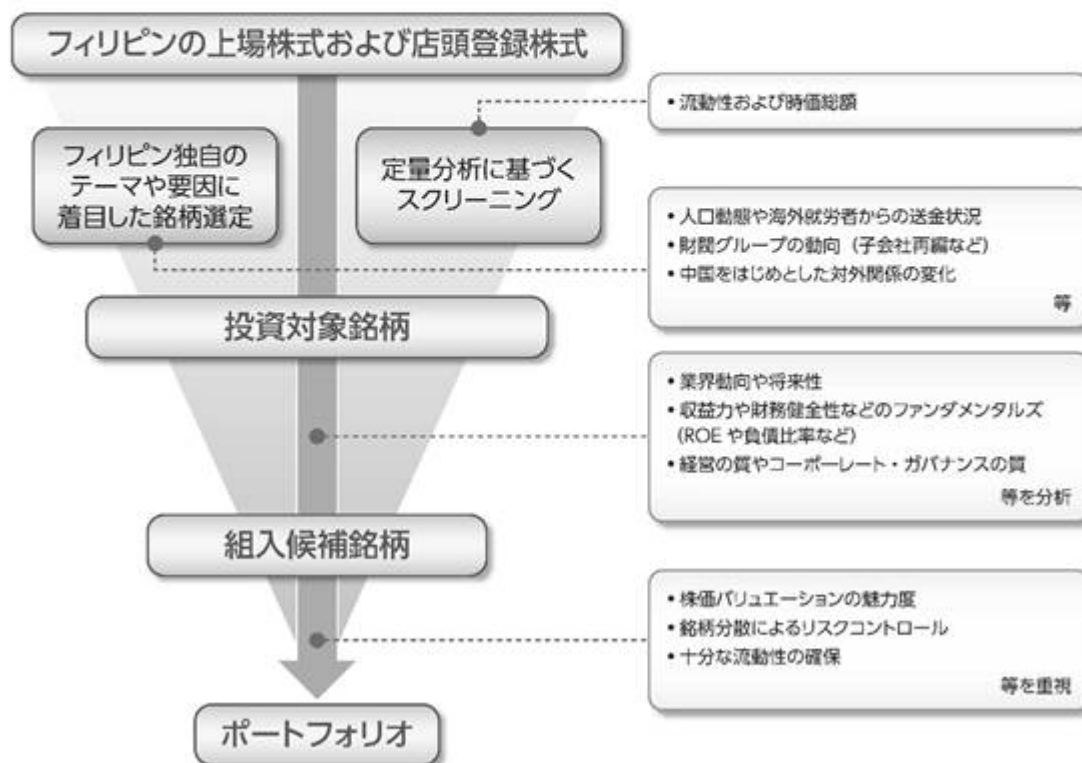 フィリピンの上場株式および店頭登録株式
• 流動性および時価総額
フィリピン独自の
テーマや要因に
着目した銘柄選定
定量分析に基づく
スクリーニング
• 人口動態や海外就労者からの送金状況
• 財閥グループの動向（子会社再編など）
• 中国をはじめとした対外関係の変化
等
投資対象銘柄
• 業界動向や将来性
• 収益力や財務健全性などのファンダメンタルズ
（ROE や負債比率など）
• 経営の質やコーポーレート・ガバナンスの質
等を分析
組入候補銘柄
• 株価バリュエーションの魅力度
• 銘柄分散によるリスクコントロール
• 十分な流動性の確保
等を重視
ポートフォリオ